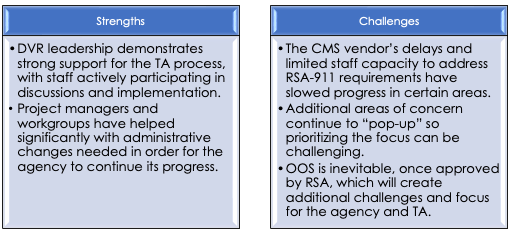 Strengths
• DVR leadership demonstrates
strong support for the TA process,
with staff actively participating in
discussions and implementation.
• Project managers and
workgroups have helped
significantly with administrative
changes needed in order for the
agency to continue its progress.
Challenges
• The CMS vendor's delays and
limited staff capacity to address
RSA-911 requirements have
slowed progress in certain areas.
• Additional areas of concern
continue to “pop-up” so
prioritizing the focus can be
challenging.
• OOS is inevitable, once approved
by RSA, which will create
additional challenges and focus
for the agency and TA.